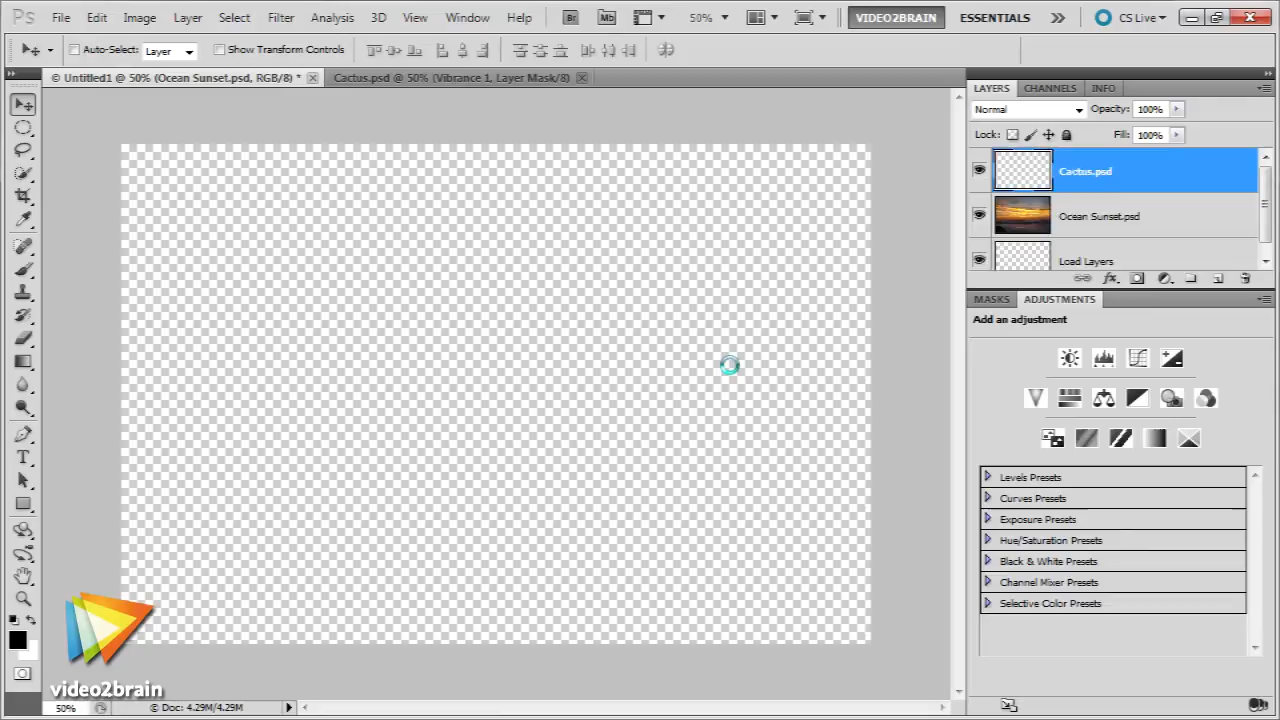 Ps File Edit Image Layer Select Filter Analysis 3D View Window Help Br Mb 50% VIDEO2BRAIN ESSENTIALS CS Live
Auto-Select: Layer Show Transform Controls
© Untitled1 @ 50% (Ocean Sunset.psd, RGB/8) * Cactus.psd @ 50% (Vibrance 1, Layer Mask/8)
LAYERS CHANNELS INFO
Normal Opacity: 100%
Lock: Fill: 100%
Cactus.psd
Ocean Sunset.psd
Load Layers
fx
MASKS ADJUSTMENTS
Add an adjustment
Levels Presets
Curves Presets
Exposure Presets
Hue/Saturation Presets
Black & White Presets
Channel Mixer Presets
Selective Color Presets
T
video2brain
50% © Doc: 4.29M/4.29M